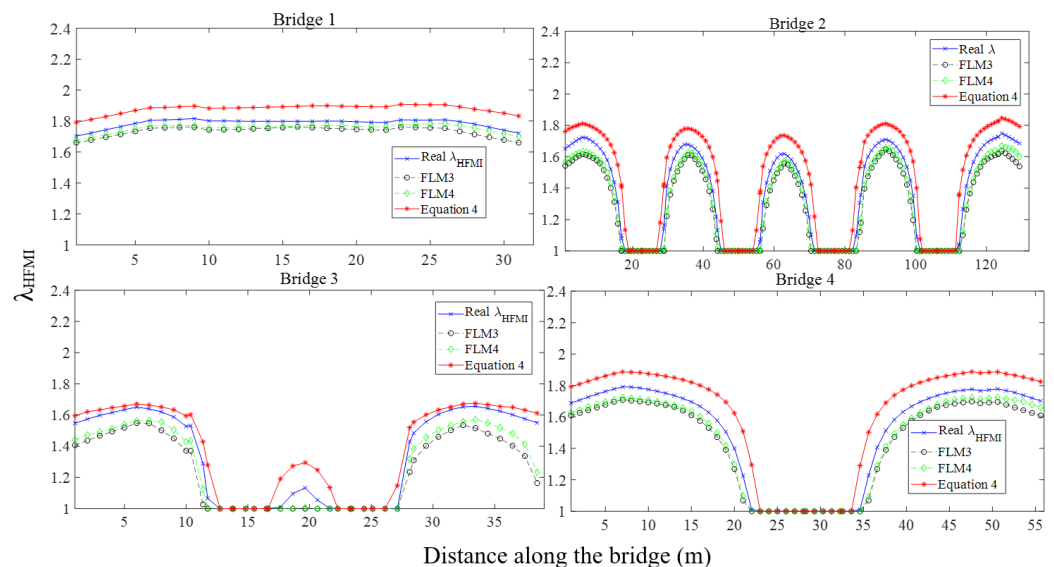 Bridge 1
2.4
2.2
2
1.8
1.6
1.4
1.2
1
5
10
15
20
25
30
Real λHFMI
FLM3
FLM4
Equation 4
Bridge 2
2.4
2.2
2
1.8
1.6
1.4
1.2
1
20
40
60
80
100
120
Real λ
FLM3
FLM4
Equation 4
λHFMI
Bridge 3
2.4
2.2
2
1.8
1.6
1.4
1.2
1
5
10
15
20
25
30
35
Real λHFMI
FLM3
FLM4
Equation 4
Bridge 4
2.4
2.2
2
1.8
1.6
1.4
1.2
1
5
10
15
20
25
30
35
40
45
50
55
Real λHFMI
FLM3
FLM4
Equation 4
Distance along the bridge (m)